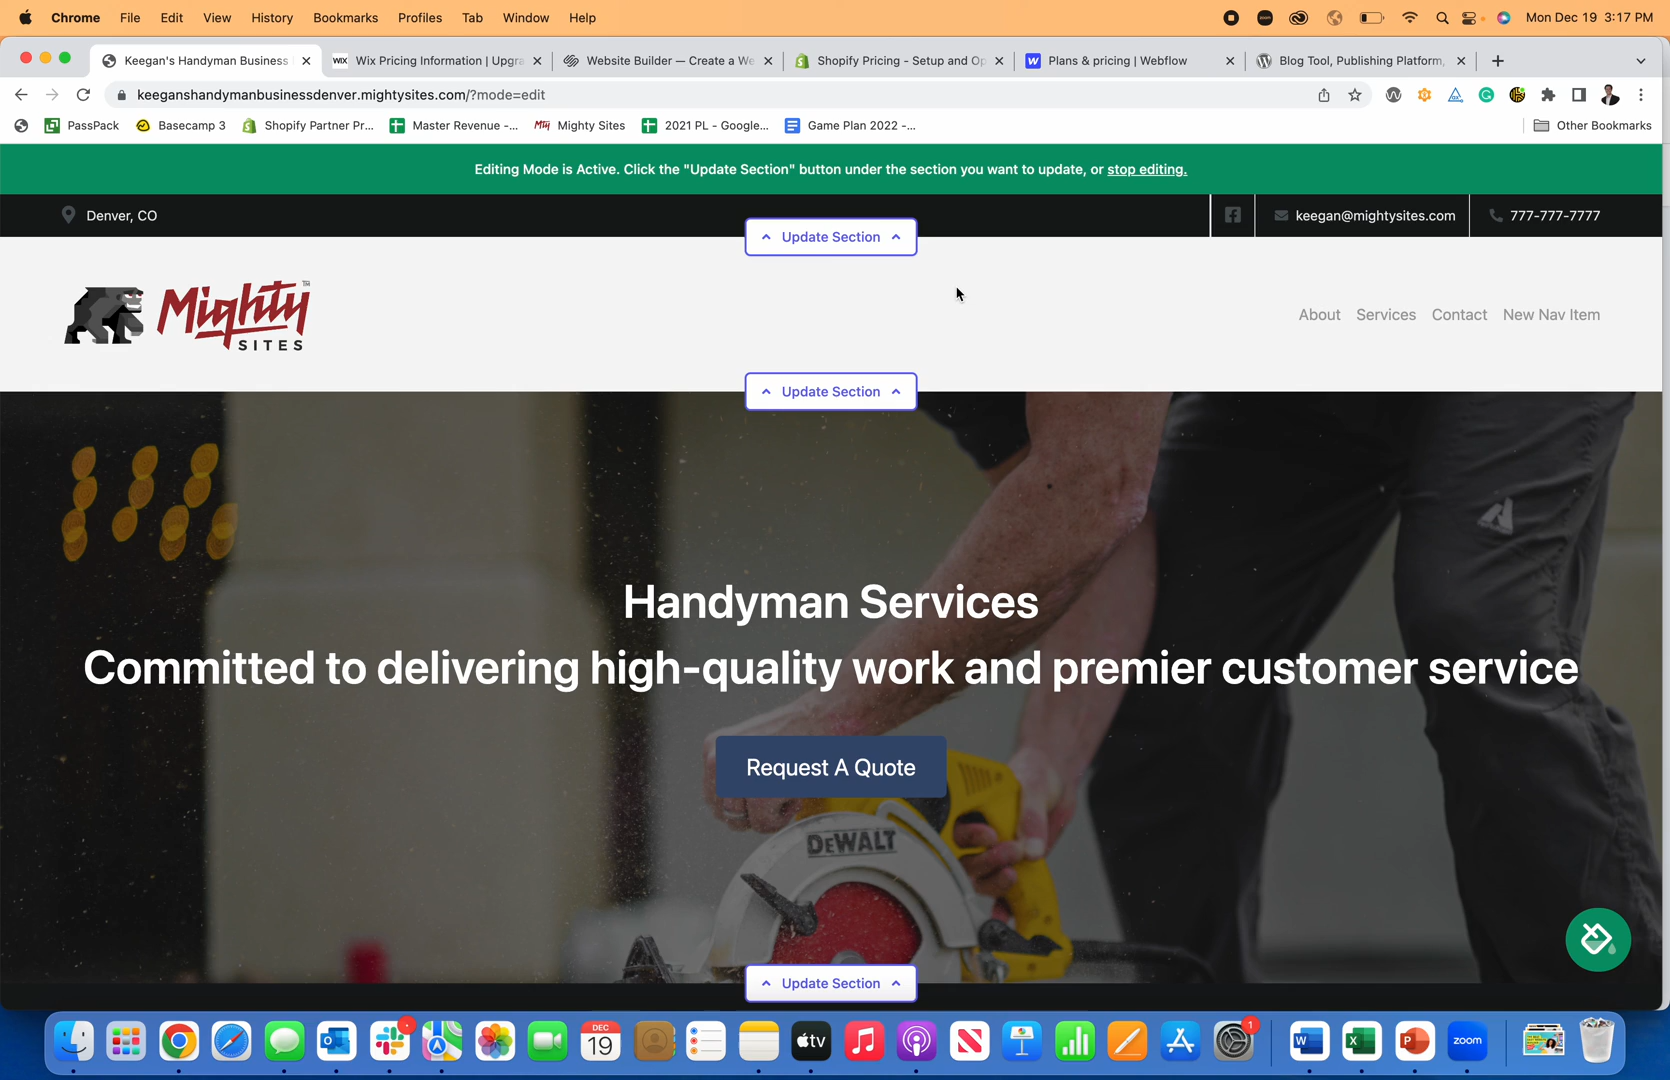 Chrome File Edit View History Bookmarks Profiles Tab Window Help Mon Dec 19 3:17 PM
Keegan's Handyman Business WIX Wix Pricing Information | Upgra Website Builder — Create a We Shopify Pricing - Setup and Op Plans & pricing | Webflow Blog Tool, Publishing Platform,
keeganshandymanbusinessdenver.mightysites.com/?mode=edit
PassPack Basecamp 3 Shopify Partner Pr... Master Revenue -... Mighty Sites 2021 PL - Google... Game Plan 2022 -... Other Bookmarks
Editing Mode is Active. Click the "Update Section" button under the section you want to update, or stop editing.
Denver, CO keegan@mightysites.com 777-777-7777
Update Section
Mighty™
SITES
About Services Contact New Nav Item
Update Section
Handyman Services
Committed to delivering high-quality work and premier customer service
Request A Quote
DEWALT
Update Section
DEC
19
tv
1
W
X
P
zoom